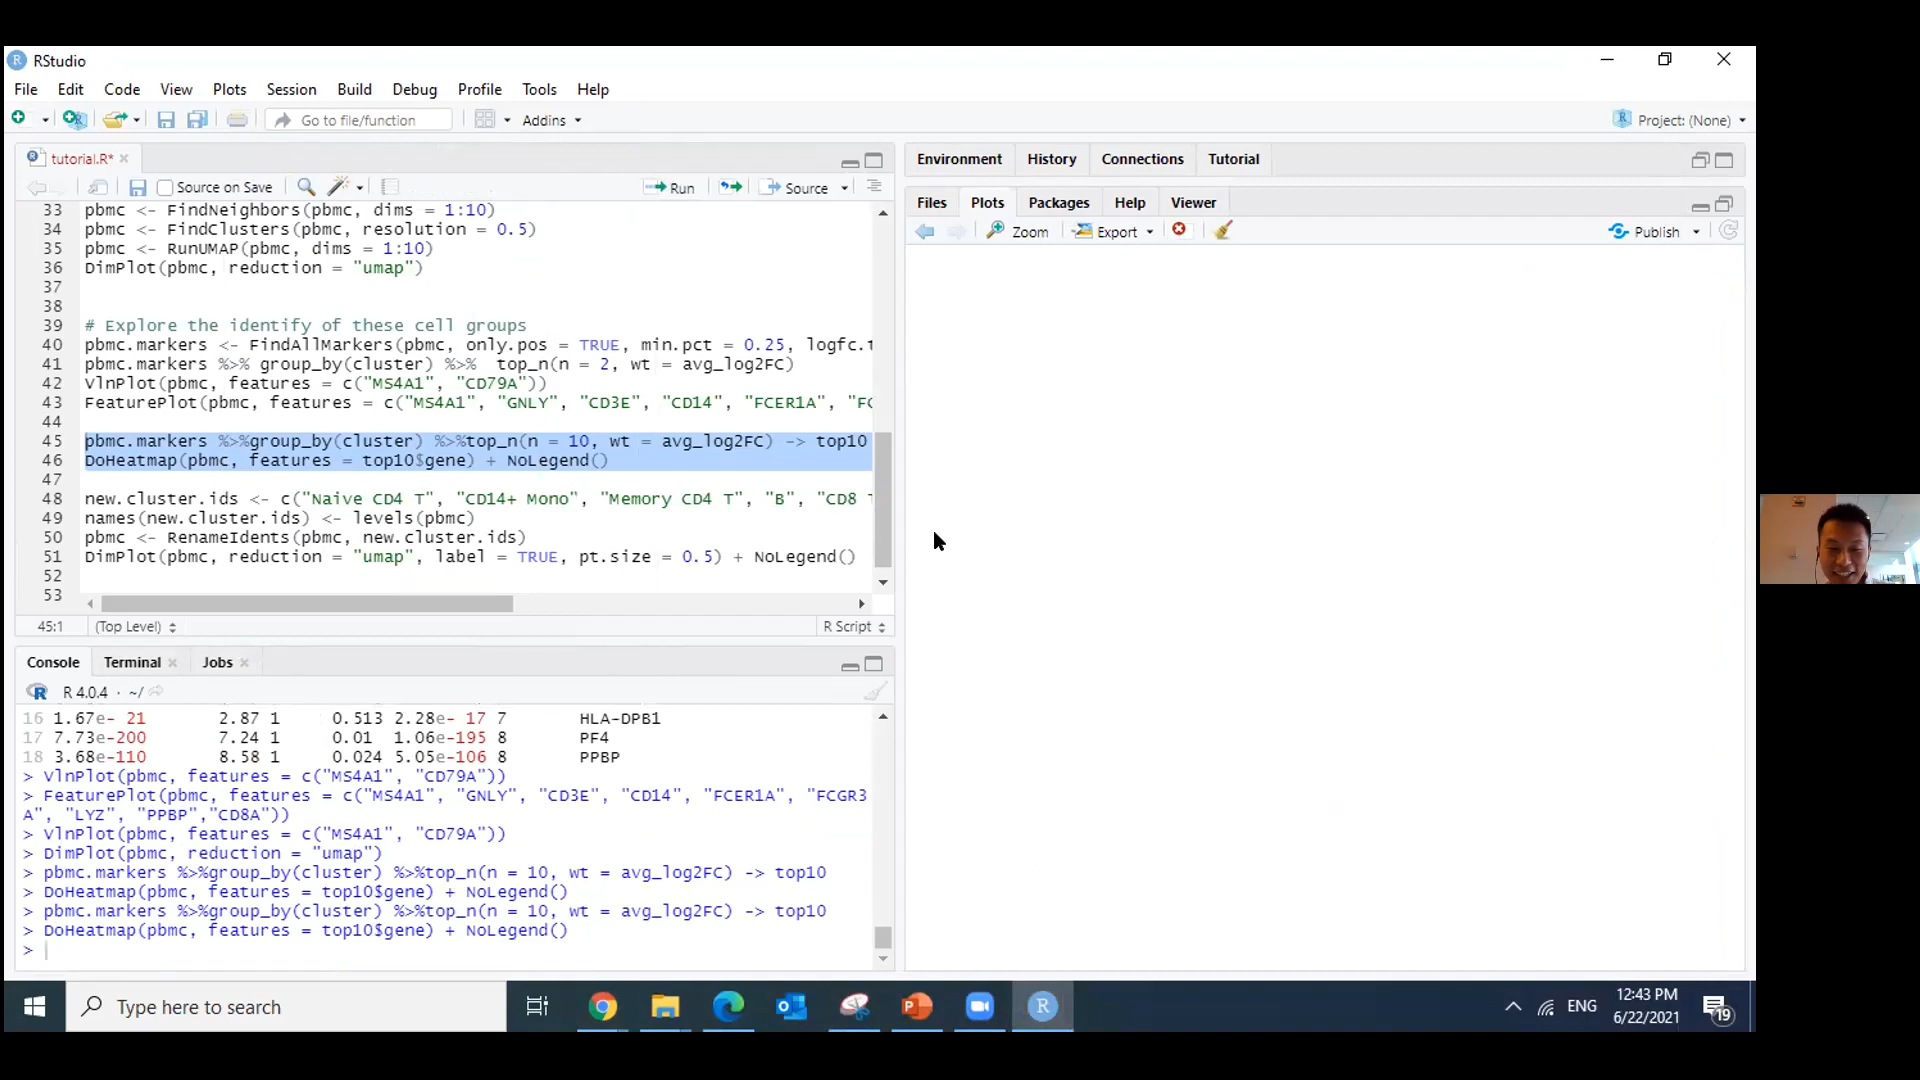 RStudio
File Edit Code View Plots Session Build Debug Profile Tools Help
Go to file/function Addins Project: (None)
tutorial.R*
Source on Save Run Source
33 pbmc <- FindNeighbors(pbmc, dims = 1:10)
34 pbmc <- FindClusters(pbmc, resolution = 0.5)
35 pbmc <- RunUMAP(pbmc, dims = 1:10)
36 DimPlot(pbmc, reduction = "umap")
37
38
39 # Explore the identify of these cell groups
40 pbmc.markers <- FindAllMarkers(pbmc, only.pos = TRUE, min.pct = 0.25, logfc.t
41 pbmc.markers %>% group_by(cluster) %>%  top_n(n = 2, wt = avg_log2FC)
42 VlnPlot(pbmc, features = c("MS4A1", "CD79A"))
43 FeaturePlot(pbmc, features = c("MS4A1", "GNLY", "CD3E", "CD14", "FCER1A", "FC
44
45 pbmc.markers %>%group_by(cluster) %>%top_n(n = 10, wt = avg_log2FC) -> top10
46 DoHeatmap(pbmc, features = top10$gene) + NoLegend()
47
48 new.cluster.ids <- c("Naive CD4 T", "CD14+ Mono", "Memory CD4 T", "B", "CD8 T
49 names(new.cluster.ids) <- levels(pbmc)
50 pbmc <- RenameIdents(pbmc, new.cluster.ids)
51 DimPlot(pbmc, reduction = "umap", label = TRUE, pt.size = 0.5) + NoLegend()
52
53
45:1 (Top Level) R Script
Console Terminal Jobs
R 4.0.4 · ~/
16 1.67e- 21 2.87 1 0.513 2.28e- 17 7 HLA-DPB1
17 7.73e-200 7.24 1 0.01 1.06e-195 8 PF4
18 3.68e-110 8.58 1 0.024 5.05e-106 8 PPBP
> VlnPlot(pbmc, features = c("MS4A1", "CD79A"))
> FeaturePlot(pbmc, features = c("MS4A1", "GNLY", "CD3E", "CD14", "FCER1A", "FCGR3
A", "LYZ", "PPBP","CD8A"))
> VlnPlot(pbmc, features = c("MS4A1", "CD79A"))
> DimPlot(pbmc, reduction = "umap")
> pbmc.markers %>%group_by(cluster) %>%top_n(n = 10, wt = avg_log2FC) -> top10
> DoHeatmap(pbmc, features = top10$gene) + NoLegend()
> pbmc.markers %>%group_by(cluster) %>%top_n(n = 10, wt = avg_log2FC) -> top10
> DoHeatmap(pbmc, features = top10$gene) + NoLegend()
>
Environment History Connections Tutorial
Files Plots Packages Help Viewer
Zoom Export Publish
Type here to search
ENG
12:43 PM
6/22/2021
19